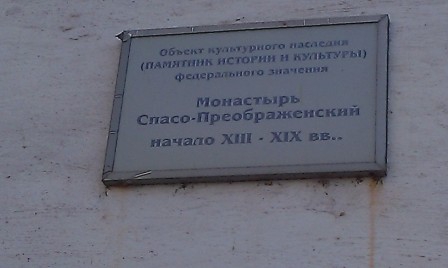 Объект культурного наследия
(ПАМЯТНИК ИСТОРИИ И КУЛЬТУРЫ)
федерального значения
Монастырь
Спасо-Преображенский
начало XIII - XIX вв..